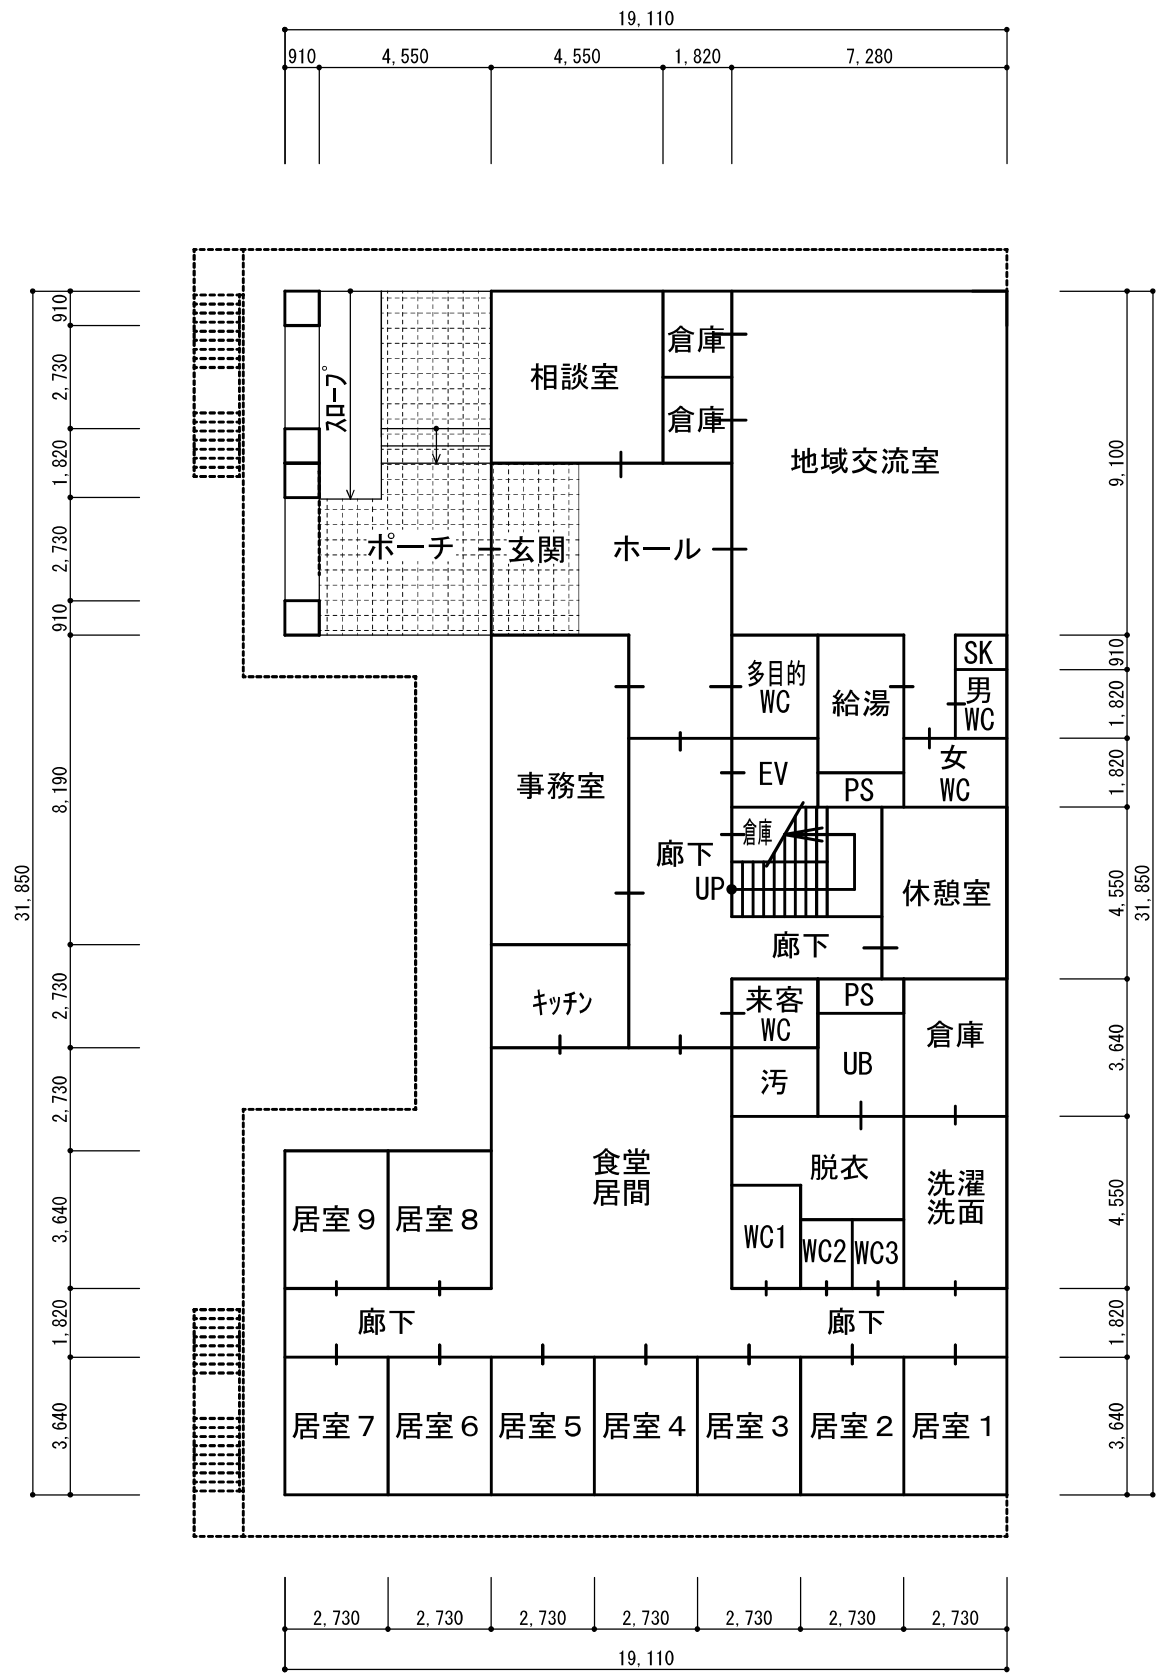 19,110
910
4,550
4,550
1,820
7,280
910
2,730
1,820
2,730
910
8,190
2,730
2,730
3,640
1,820
3,640
31,850
9,100
910
1,820
1,820
4,550
3,640
4,550
1,820
3,640
31,850
スロープ
相談室
倉庫
倉庫
地域交流室
ポーチ
玄関
ホール
多目的
WC
給湯
SK
男
WC
女
WC
事務室
EV
PS
倉庫
廊下
UP
休憩室
廊下
キッチン
来客
WC
PS
倉庫
UB
汚
食堂
居間
脱衣
洗濯
洗面
居室9
居室8
WC1
WC2
WC3
廊下
廊下
居室7
居室6
居室5
居室4
居室3
居室2
居室1
2,730
2,730
2,730
2,730
2,730
2,730
2,730
19,110